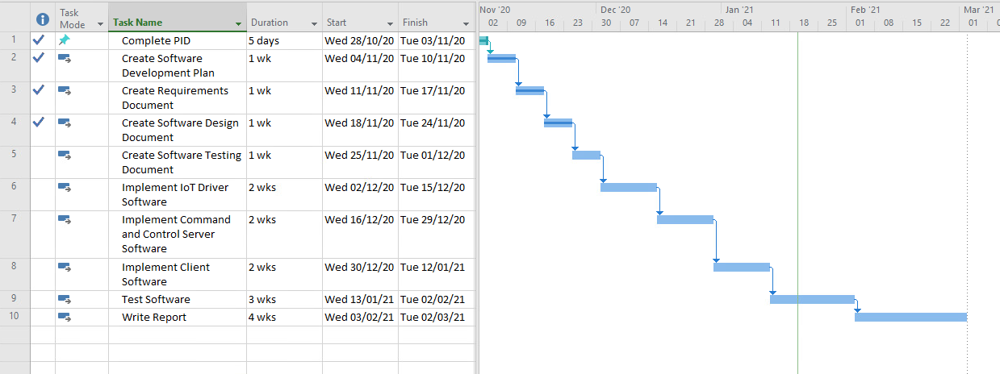 Nov '20 Dec '20 Jan '21 Feb '21 Mar '21
Task Mode Task Name Duration Start Finish 02 09 16 23 30 07 14 21 28 04 11 18 25 01 08 15 22 01 08
1 Complete PID 5 days Wed 28/10/20 Tue 03/11/20
2 Create Software 1 wk Wed 04/11/20 Tue 10/11/20
Development Plan
3 Create Requirements 1 wk Wed 11/11/20 Tue 17/11/20
Document
4 Create Software Design 1 wk Wed 18/11/20 Tue 24/11/20
Document
5 Create Software Testing 1 wk Wed 25/11/20 Tue 01/12/20
Document
6 Implement IoT Driver 2 wks Wed 02/12/20 Tue 15/12/20
Software
7 Implement Command 2 wks Wed 16/12/20 Tue 29/12/20
and Control Server
Software
8 Implement Client 2 wks Wed 30/12/20 Tue 12/01/21
Software
9 Test Software 3 wks Wed 13/01/21 Tue 02/02/21
10 Write Report 4 wks Wed 03/02/21 Tue 02/03/21